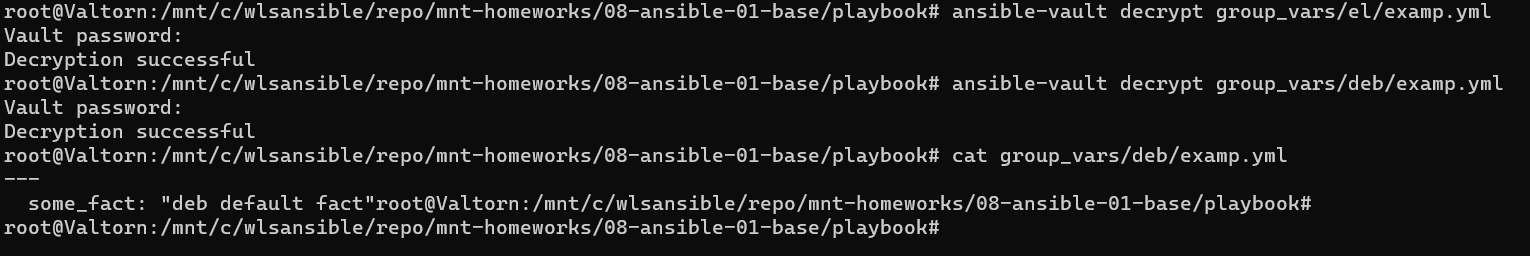 root@Valtorn:/mnt/c/wlsansible/repo/mnt-homeworks/08-ansible-01-base/playbook# ansible-vault decrypt group_vars/el/examp.yml
Vault password:
Decryption successful
root@Valtorn:/mnt/c/wlsansible/repo/mnt-homeworks/08-ansible-01-base/playbook# ansible-vault decrypt group_vars/deb/examp.yml
Vault password:
Decryption successful
root@Valtorn:/mnt/c/wlsansible/repo/mnt-homeworks/08-ansible-01-base/playbook# cat group_vars/deb/examp.yml
---
  some_fact: "deb default fact"root@Valtorn:/mnt/c/wlsansible/repo/mnt-homeworks/08-ansible-01-base/playbook#
root@Valtorn:/mnt/c/wlsansible/repo/mnt-homeworks/08-ansible-01-base/playbook#